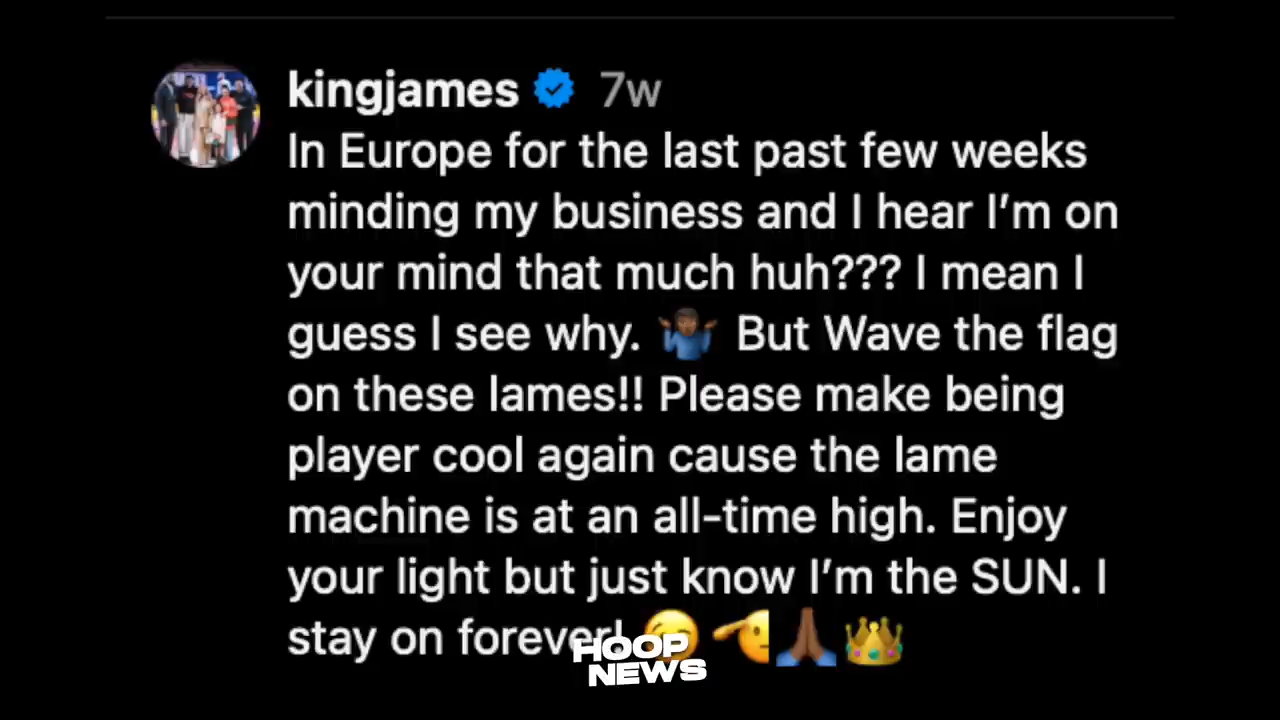 kingjames 7w
In Europe for the last past few weeks
minding my business and I hear I'm on
your mind that much huh??? I mean I
guess I see why. 🤷🏾‍♂️ But Wave the flag
on these lames!! Please make being
player cool again cause the lame
machine is at an all-time high. Enjoy
your light but just know I'm the SUN. I
stay on forever! 😉🫡🙏🏾👑
HOOP
NEWS